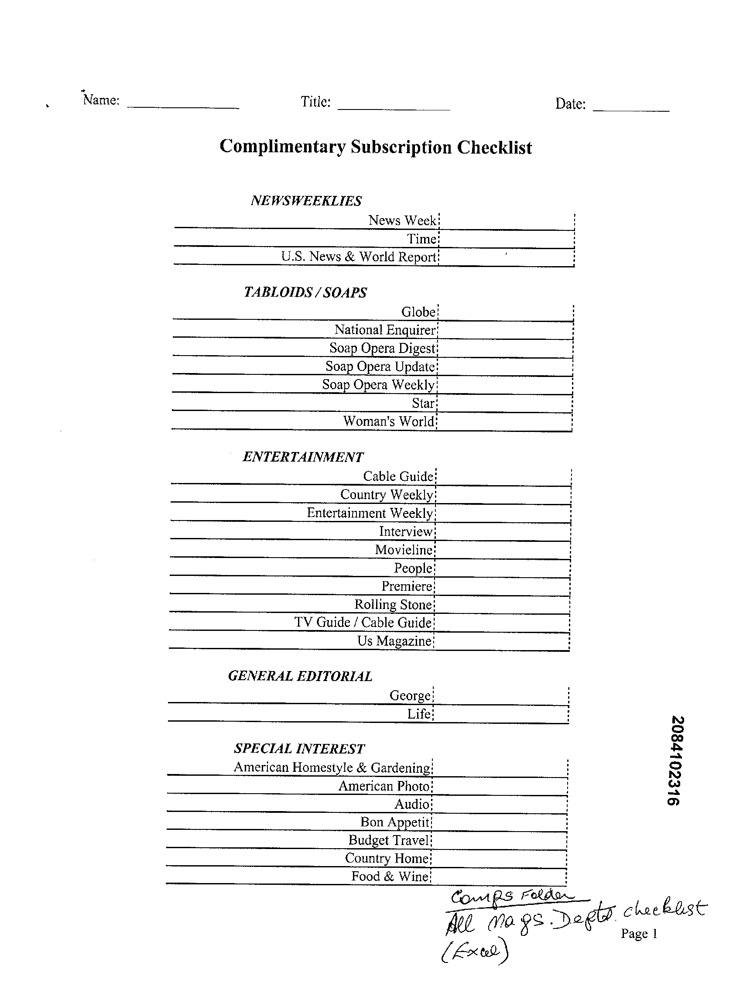 Name: Title: Date:
Complimentary Subscription Checklist
NEWSWEEKLIES
News Week
Time
U.S. News & World Report
TABLOIDS / SOAPS
Globe
National Enquirer
Soap Opera Digest
Soap Opera Update
Soap Opera Weekly
Star
Woman's World
ENTERTAINMENT
Cable Guide
Country Weekly
Entertainment Weekly
Interview
Movieline
People
Premiere
Rolling Stone
TV Guide / Cable Guide
Us Magazine
GENERAL EDITORIAL
George
Life
SPECIAL INTEREST
American Homestyle & Gardening
American Photo
Audio
Bon Appetit
Budget Travel
Country Home
Food & Wine
2084102316
Comps Folder
All Mags. Depts. checklist
(Excel)
Page 1